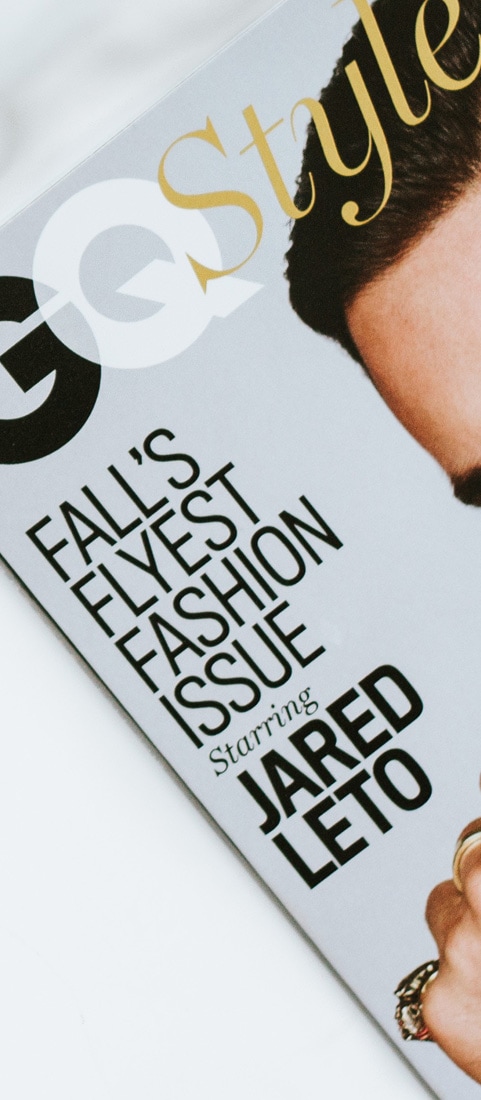 GQ Style
FALL'S
FLYEST
FASHION
ISSUE
Starring
JARED
LETO